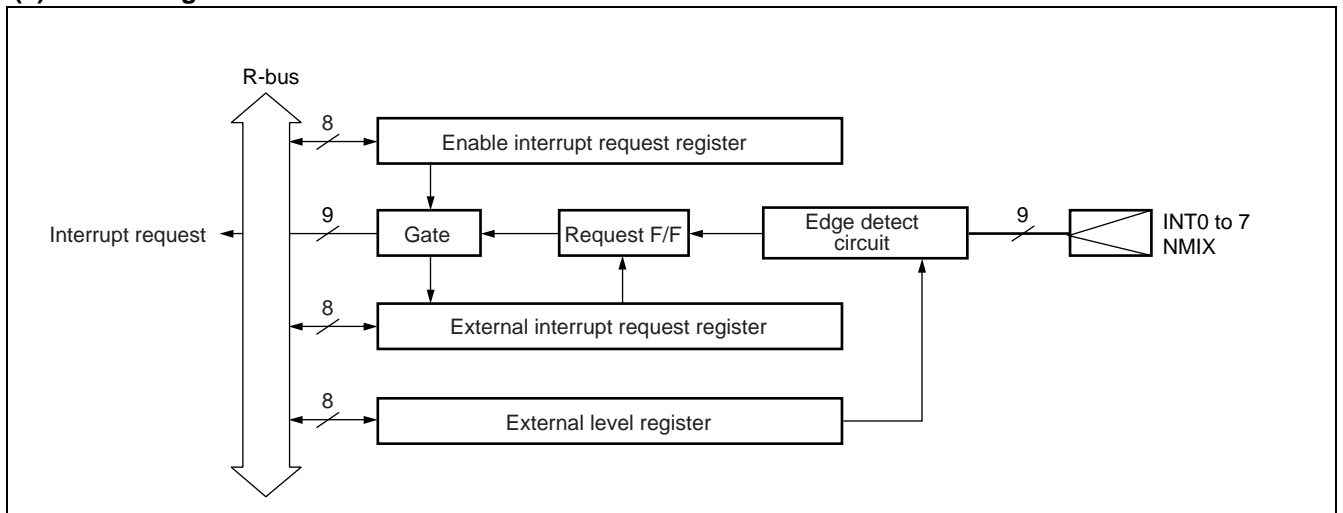 R-bus
8
Enable interrupt request register
Interrupt request
9
Gate
Request F/F
Edge detect
circuit
9
INT0 to 7
NMIX
8
External interrupt request register
8
External level register